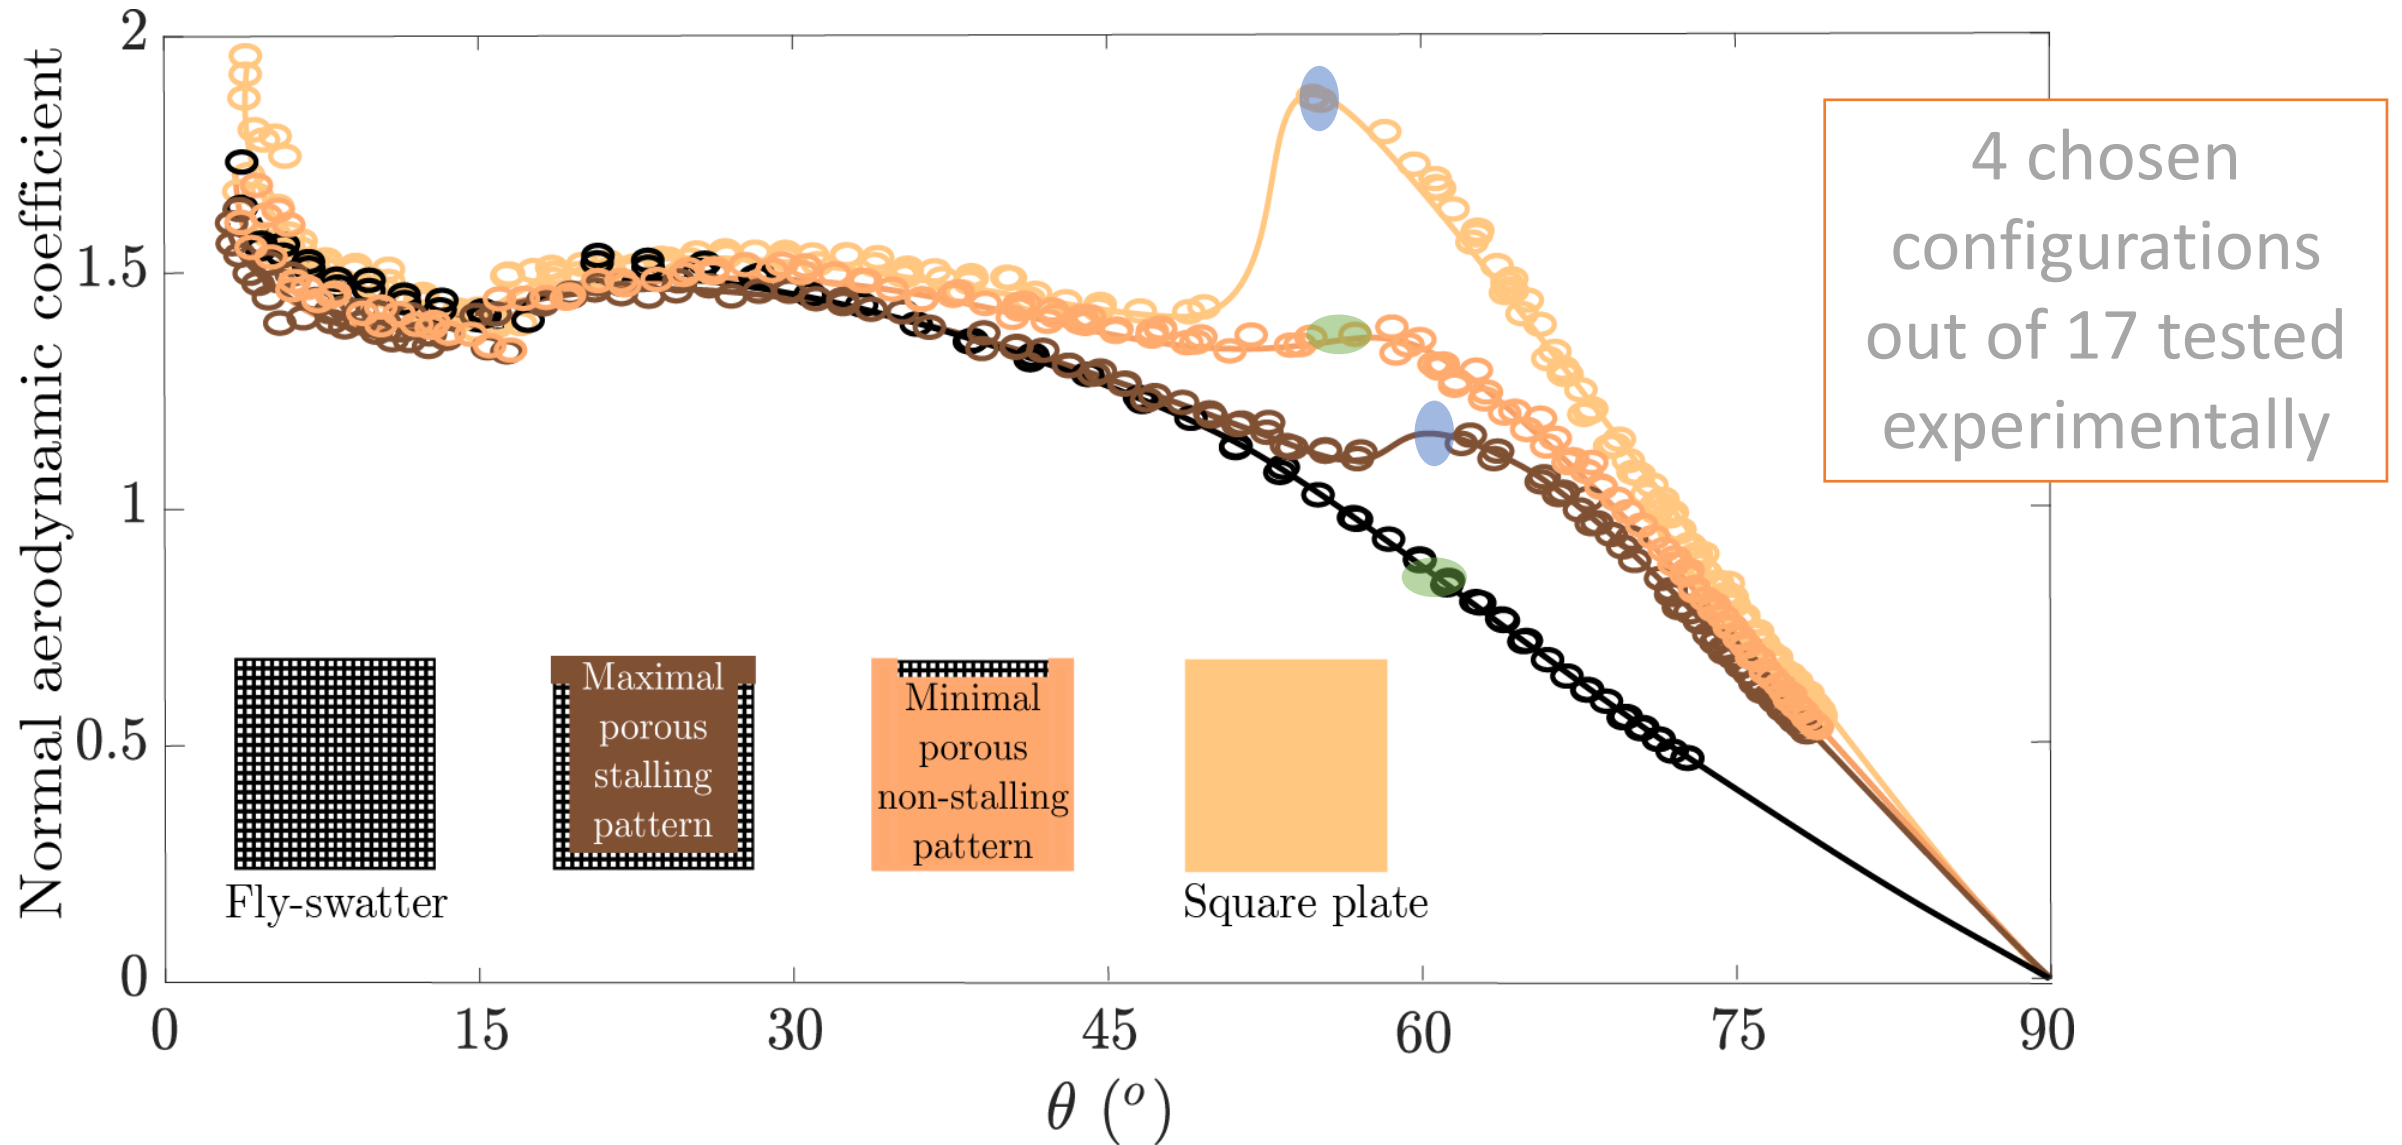 Normal aerodynamic coefficient
2
1.5
1
0.5
0
4 chosen
configurations
out of 17 tested
experimentally
Fly-swatter
Maximal
porous
stalling
pattern
Minimal
porous
non-stalling
pattern
Square plate
0 15 30 45 60 75 90
θ (º)